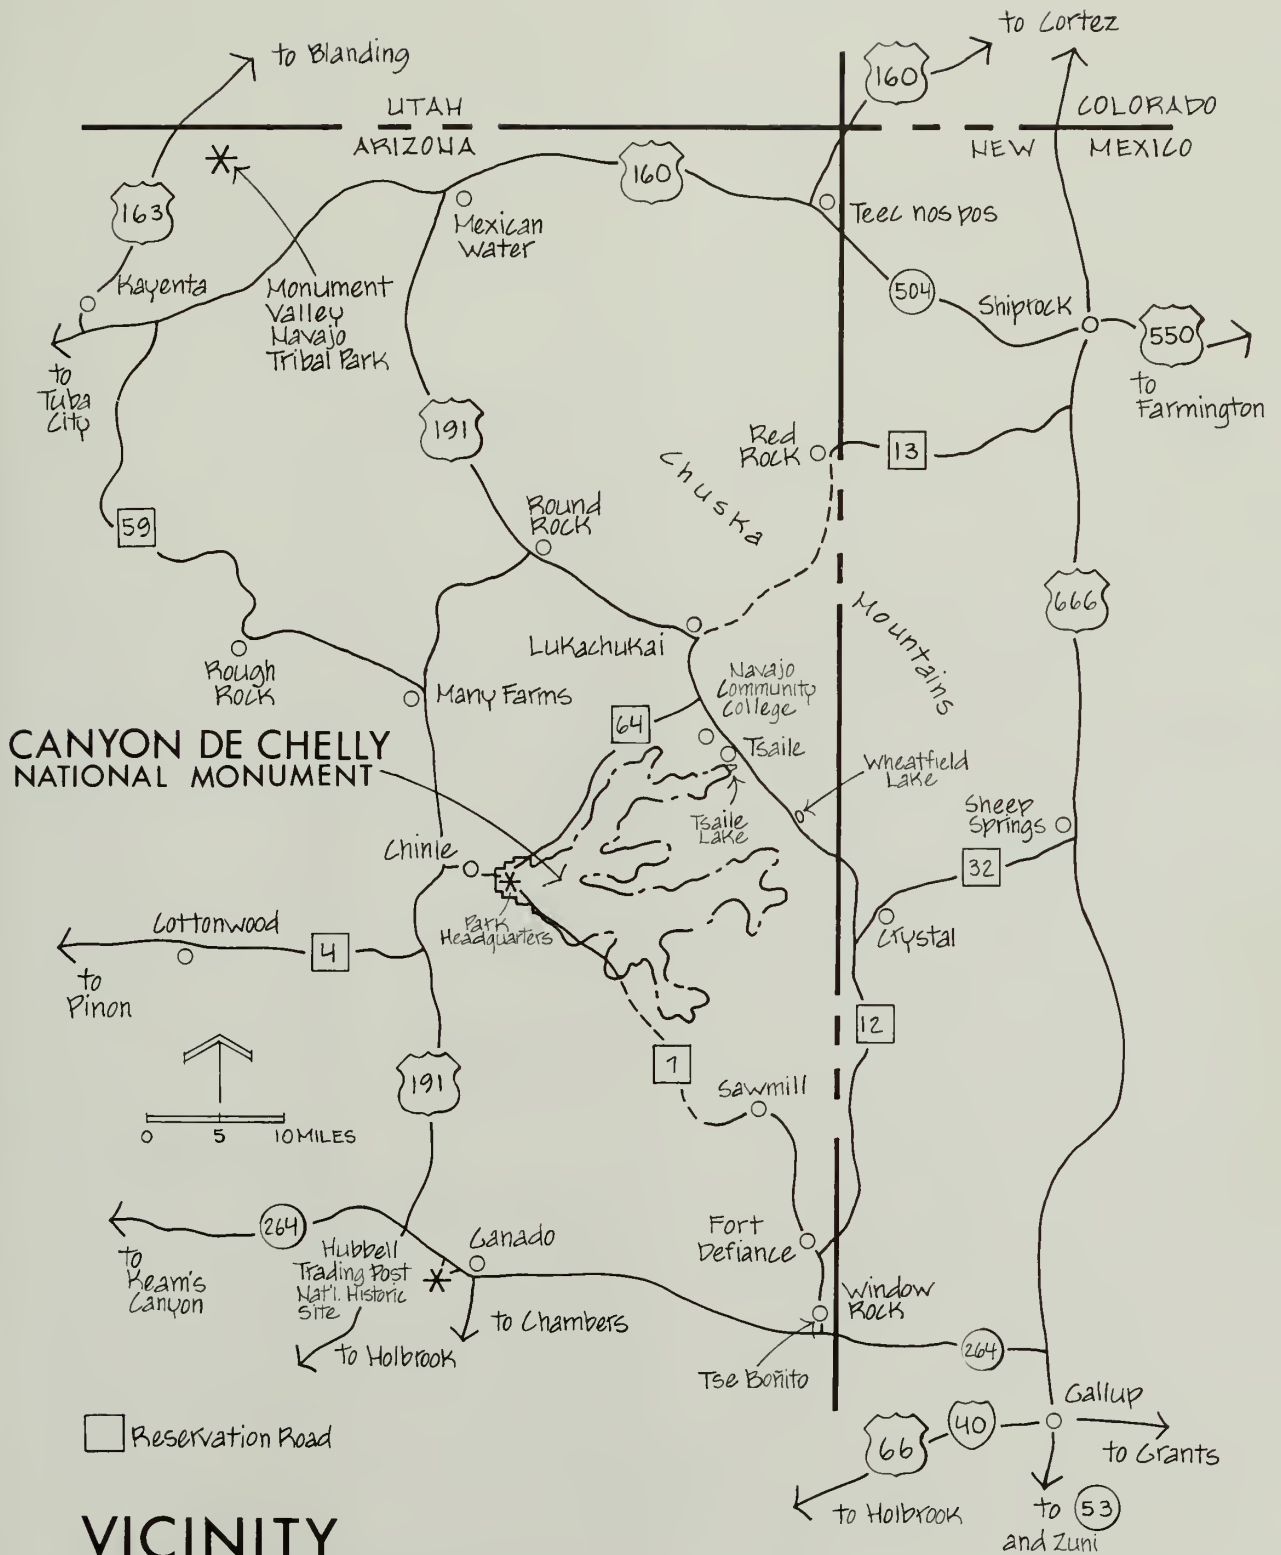 to Cortez
to Blanding
160
UTAH
COLORADO
ARIZONA
NEW MEXICO
160
163
Teec nos pos
Mexican
Water
Kayenta
Monument
Valley
Navajo
Tribal Park
504
Shiprock
550
to
Tuba
City
to
Farmington
191
Red
Rock
13
Chuska
Round
Rock
59
666
Mountains
Lukachukai
Rough
Rock
Navajo
Community
College
Many Farms
64
CANYON DE CHELLY
NATIONAL MONUMENT
Tsaile
Wheatfield
Lake
Tsaile
Lake
Sheep
Springs
Chinle
32
Cottonwood
Park
Headquarters
Crystal
4
to
Pinon
12
7
191
Sawmill
0 5 10 MILES
264
Fort
Defiance
Ganado
to
Keam's
Canyon
Hubbell
Trading Post
Nat'l. Historic
Site
Window
Rock
to Chambers
to Holbrook
264
Tse Boñito
Gallup
40
66
Reservation Road
to Grants
to Holbrook
to 53
and Zuni
VICINITY